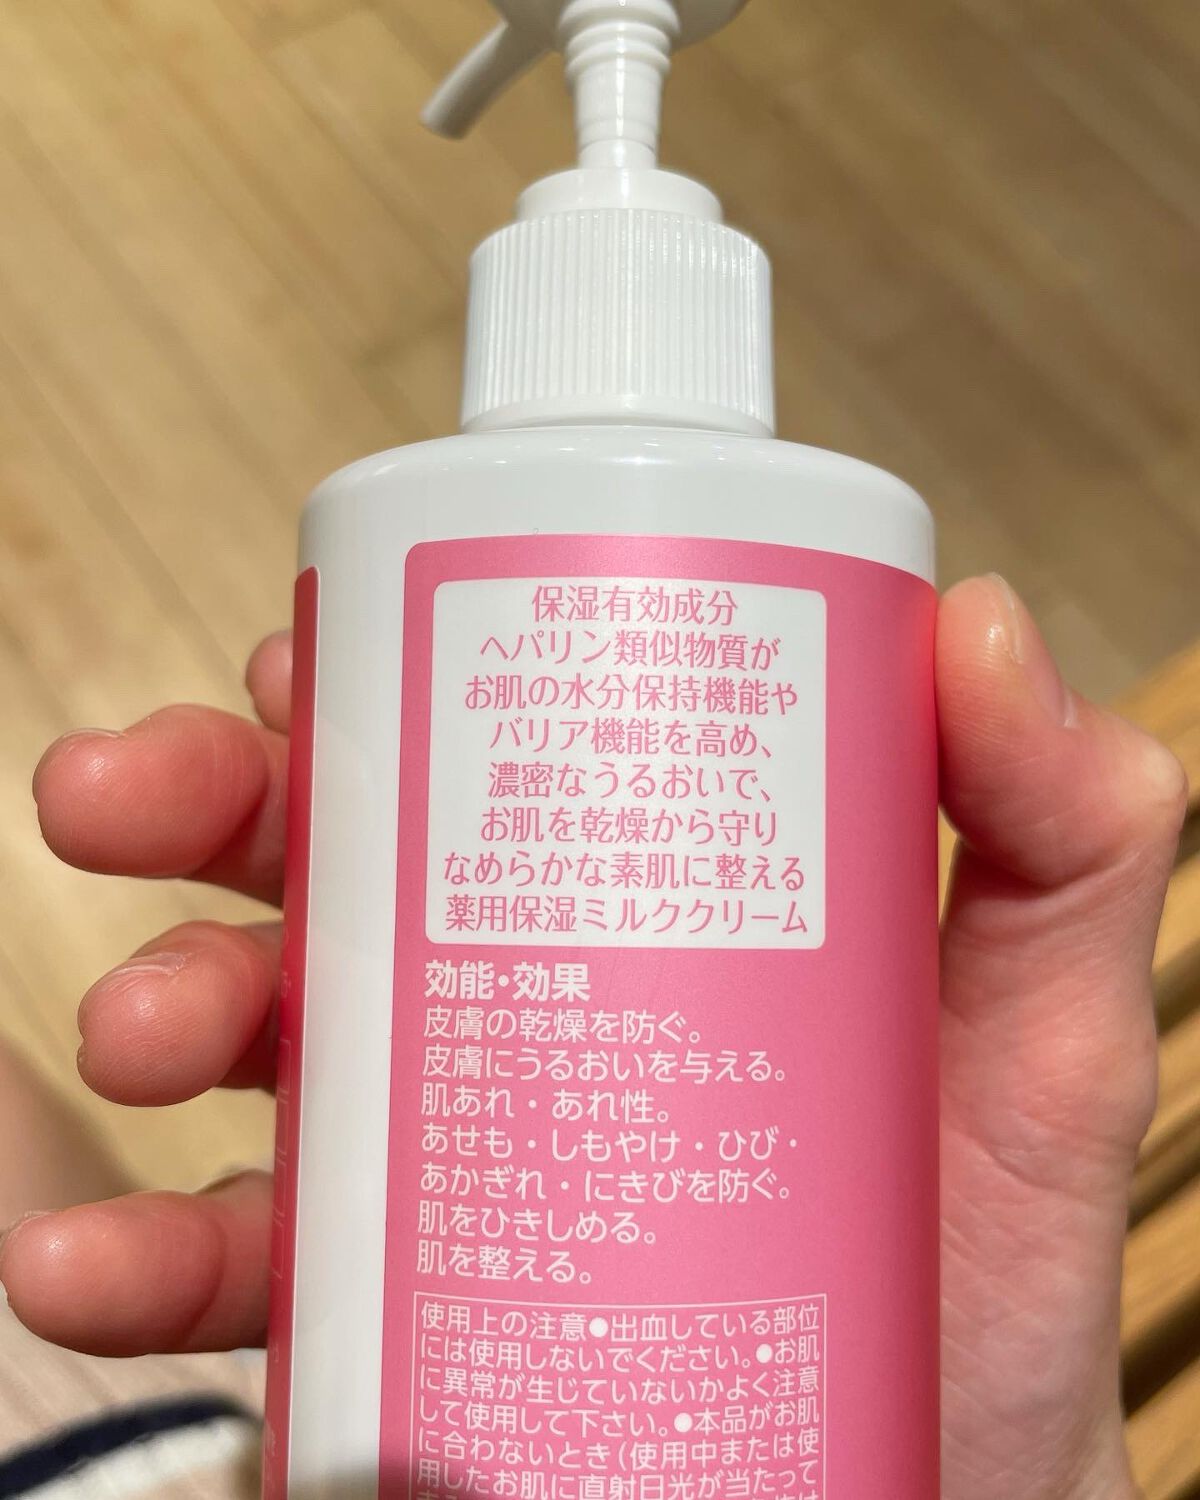 保湿有効成分
ヘパリン類似物質が
お肌の水分保持機能や
バリア機能を高め、
濃密なうるおいで、
お肌を乾燥から守り
なめらかな素肌に整える
薬用保湿ミルククリーム
効能・効果
皮膚の乾燥を防ぐ。
皮膚にうるおいを与える。
肌あれ・あれ性。
あせも・しもやけ・ひび・
あかぎれ・にきびを防ぐ。
肌をひきしめる。
肌を整える。
使用上の注意●出血している部位
には使用しないでください。●お肌
に異常が生じていないかよく注意
して使用して下さい。●本品がお肌
に合わないとき(使用中または使
用したお肌に直射日光が当たって